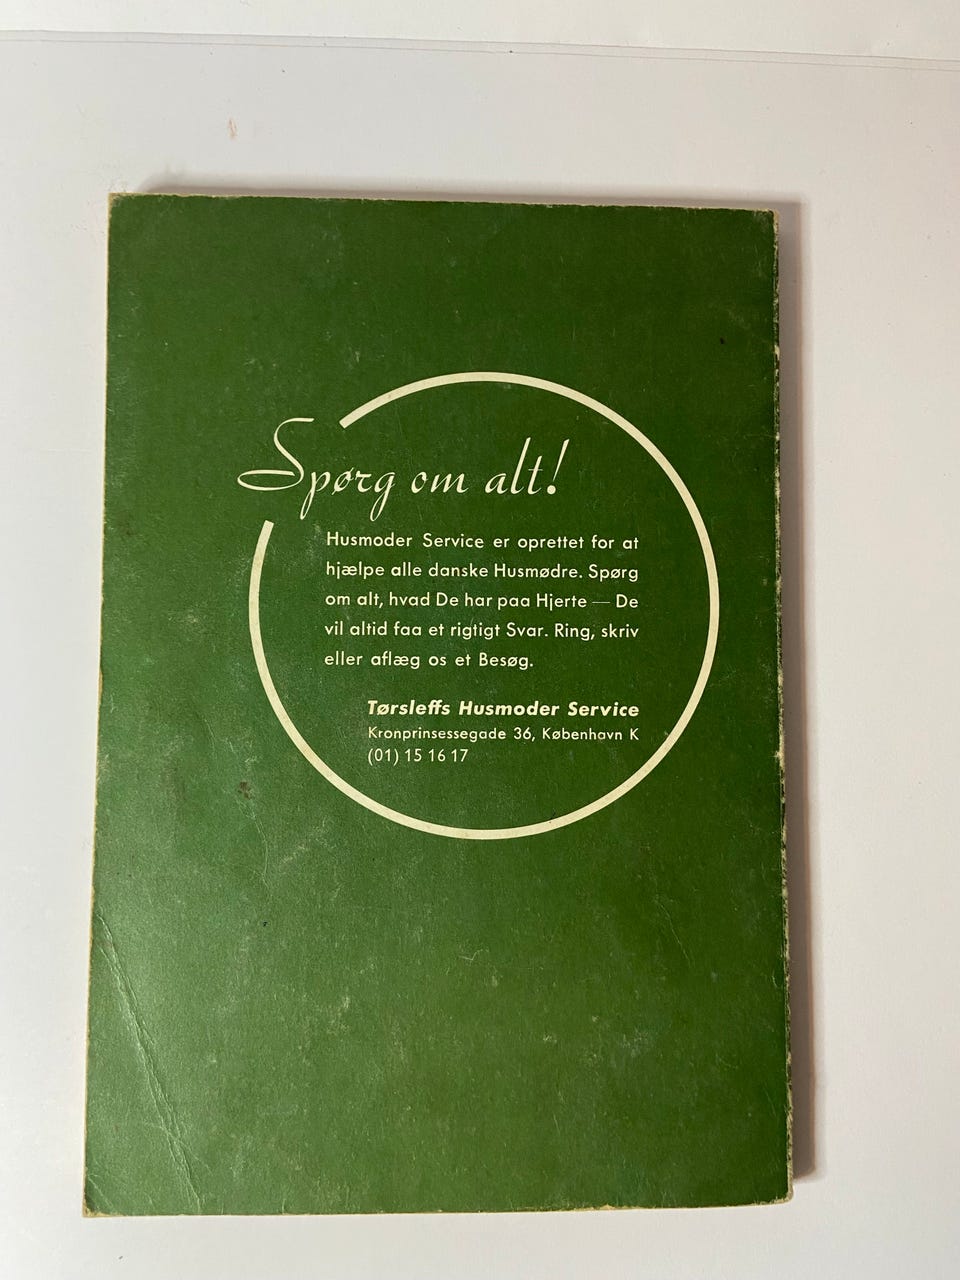 Spørg om alt!
Husmoder Service er oprettet for at
hjælpe alle danske Husmødre. Spørg
om alt, hvad De har paa Hjerte — De
vil altid faa et rigtigt Svar. Ring, skriv
eller aflæg os et Besøg.
Tørsleffs Husmoder Service
Kronprinsessegade 36, København K
(01) 15 16 17